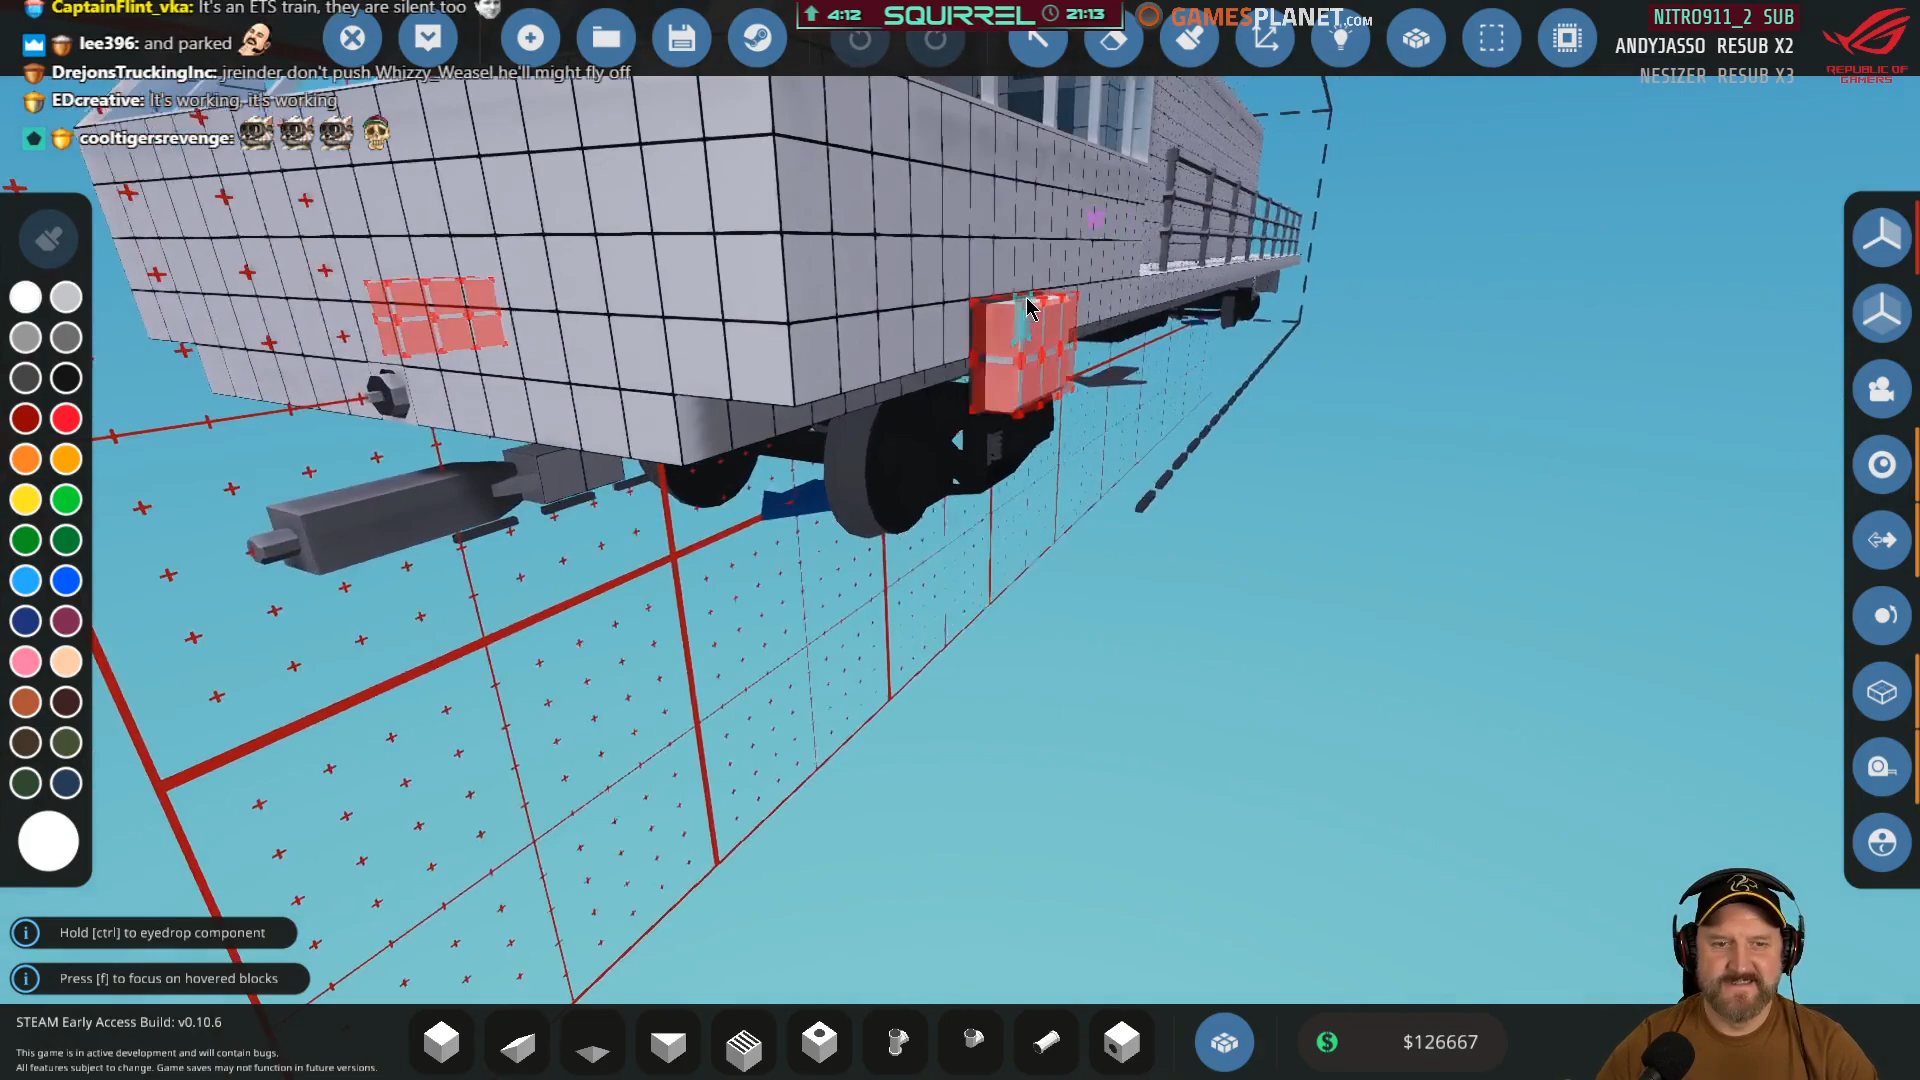 CaptainFlint_vka: It's an ETS train, they are silent too
lee396: and parked
DrejonsTruckingInc: jreinder don't push Whizzy_Weasel he'll might fly off
EDcreative: It's working, it's working
cooltigersrevenge:
4:12 SQUIRREL 21:13
GAMESPLANET.COM
NITRO911_2 SUB
ANDYJASSO RESUB X2
NESIZER RESUB X3
REPUBLIC OF GAMERS
Hold [ctrl] to eyedrop component
Press [f] to focus on hovered blocks
STEAM Early Access Build: v0.10.6
This game is in active development and will contain bugs.
All features subject to change. Game saves may not function in future versions.
$126667